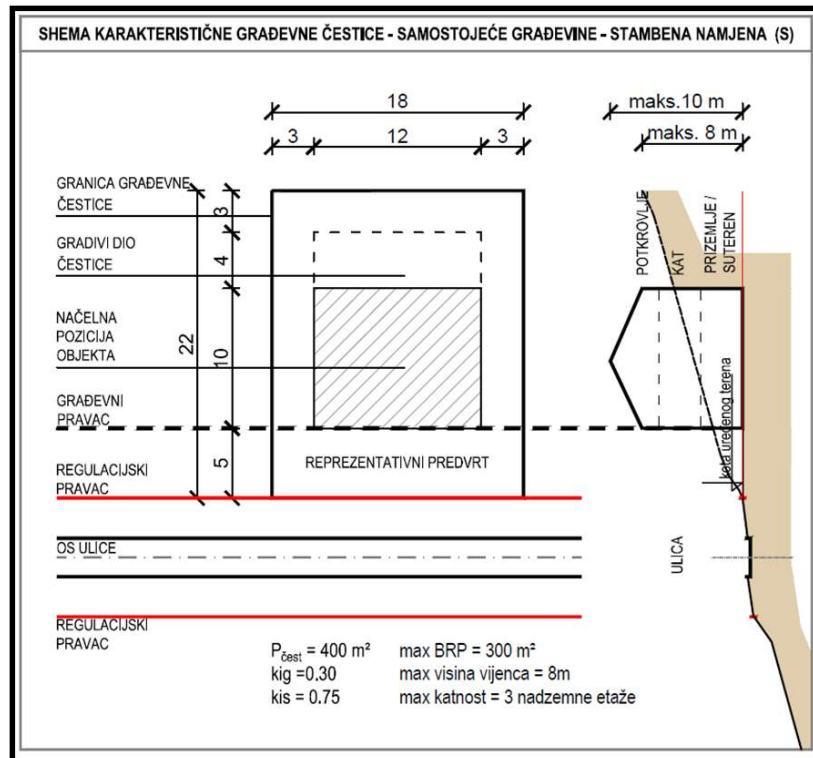 SHEMA KARAKTERISTIČNE GRAĐEVNE ČESTICE - SAMOSTOJEĆE GRAĐEVINE - STAMBENA NAMJENA (S)
18
3
12
3
maks.10 m
maks. 8 m
GRANICA GRAĐEVNE
ČESTICE
GRADIVI DIO
ČESTICE
NAČELNA
POZICIJA
OBJEKTA
GRAĐEVNI
PRAVAC
REGULACIJSKI
PRAVAC
22
3
4
10
5
REPREZENTATIVNI PREDVRT
POTKROVLJE
KAT
PRIZEMLJE /
SUTEREN
kota uređenog terena
OS ULICE
ULICA
REGULACIJSKI
PRAVAC
Pčest = 400 m² max BRP = 300 m²
kig =0.30 max visina vijenca = 8m
kis = 0.75 max katnost = 3 nadzemne etaže